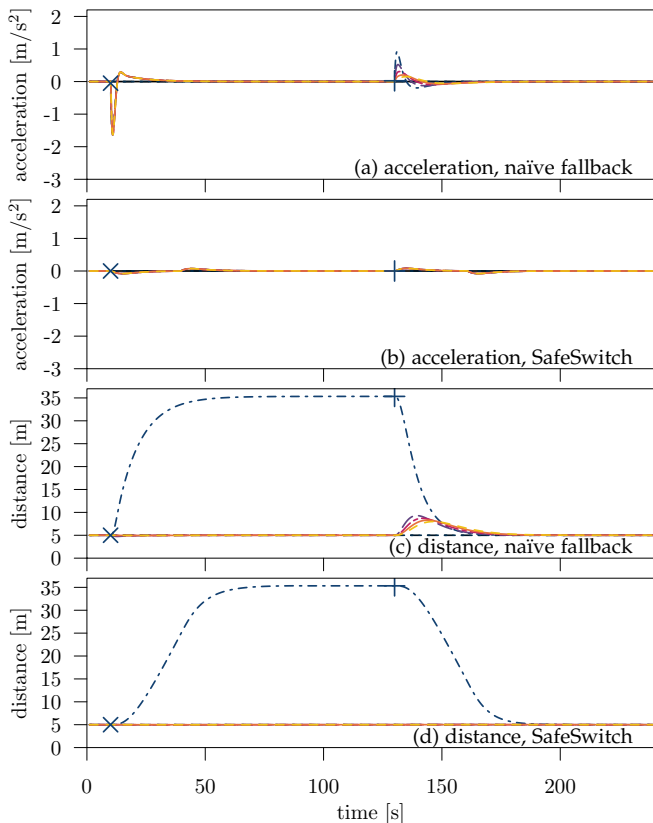 2
1
0
-1
-2
-3
acceleration [m/s²]
(a) acceleration, naïve fallback
2
1
0
-1
-2
-3
acceleration [m/s²]
(b) acceleration, SafeSwitch
35
30
25
20
15
10
5
0
distance [m]
(c) distance, naïve fallback
35
30
25
20
15
10
5
0
distance [m]
(d) distance, SafeSwitch
0 50 100 150 200
time [s]